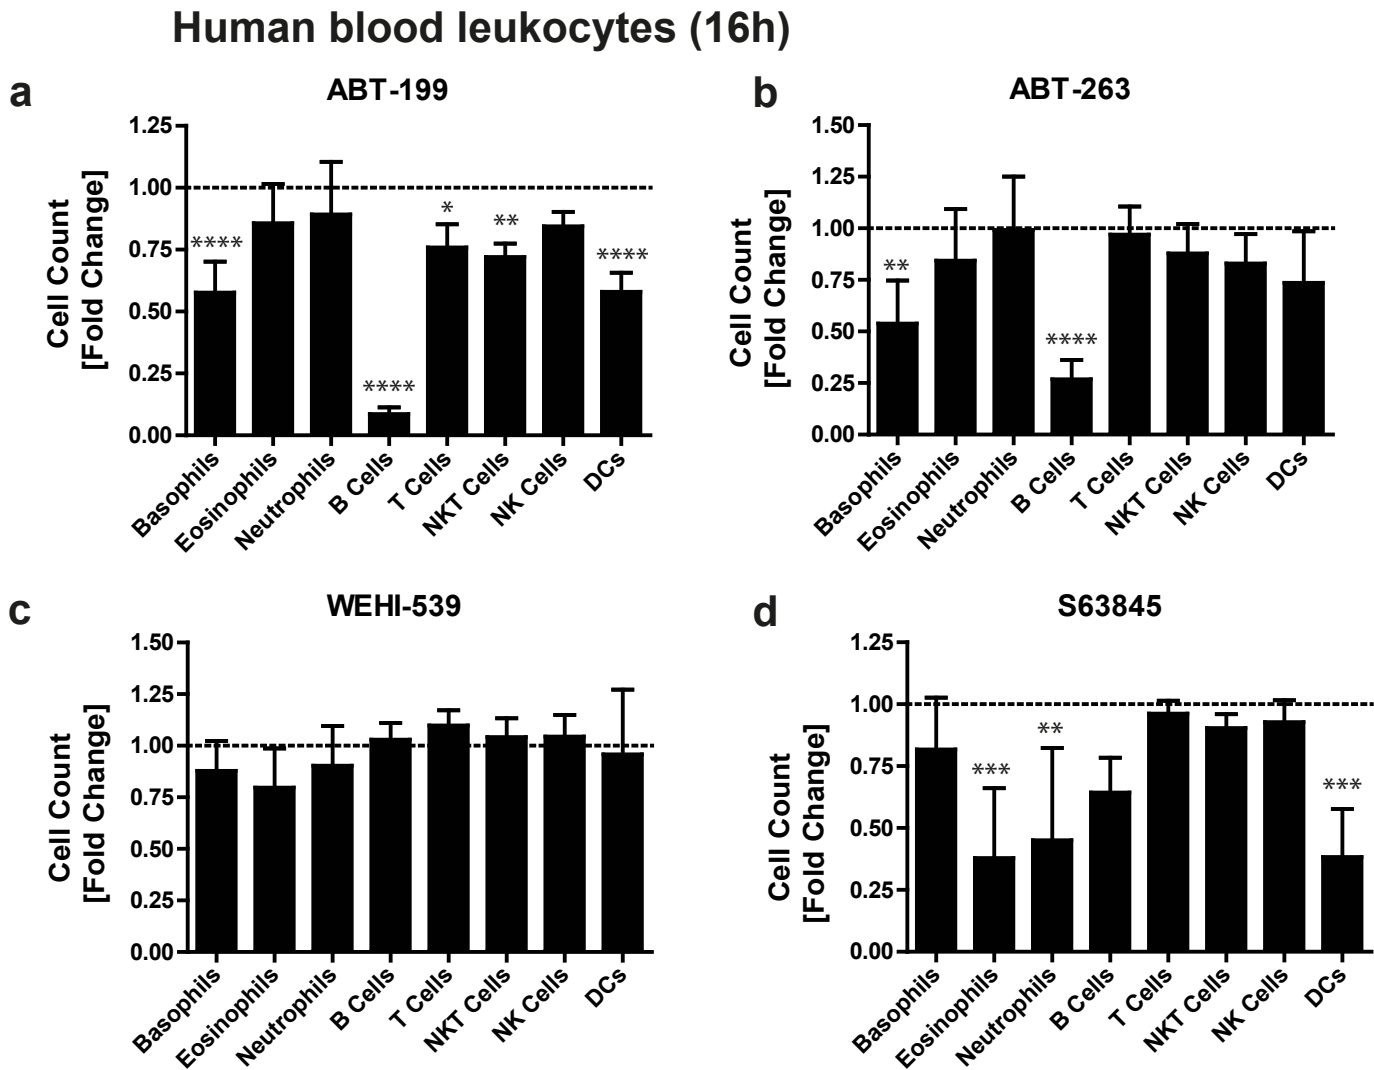 Human blood leukocytes (16h)
a
ABT-199
Cell Count
[Fold Change]
1.25
1.00
0.75
0.50
0.25
0.00
****
****
*
**
****
Basophils
Eosinophils
Neutrophils
B Cells
T Cells
NKT Cells
NK Cells
DCs
b
ABT-263
Cell Count
[Fold Change]
1.50
1.25
1.00
0.75
0.50
0.25
0.00
**
****
Basophils
Eosinophils
Neutrophils
B Cells
T Cells
NKT Cells
NK Cells
DCs
c
WEHI-539
Cell Count
[Fold Change]
1.50
1.25
1.00
0.75
0.50
0.25
0.00
Basophils
Eosinophils
Neutrophils
B Cells
T Cells
NKT Cells
NK Cells
DCs
d
S63845
Cell Count
[Fold Change]
1.25
1.00
0.75
0.50
0.25
0.00
***
**
***
Basophils
Eosinophils
Neutrophils
B Cells
T Cells
NKT Cells
NK Cells
DCs